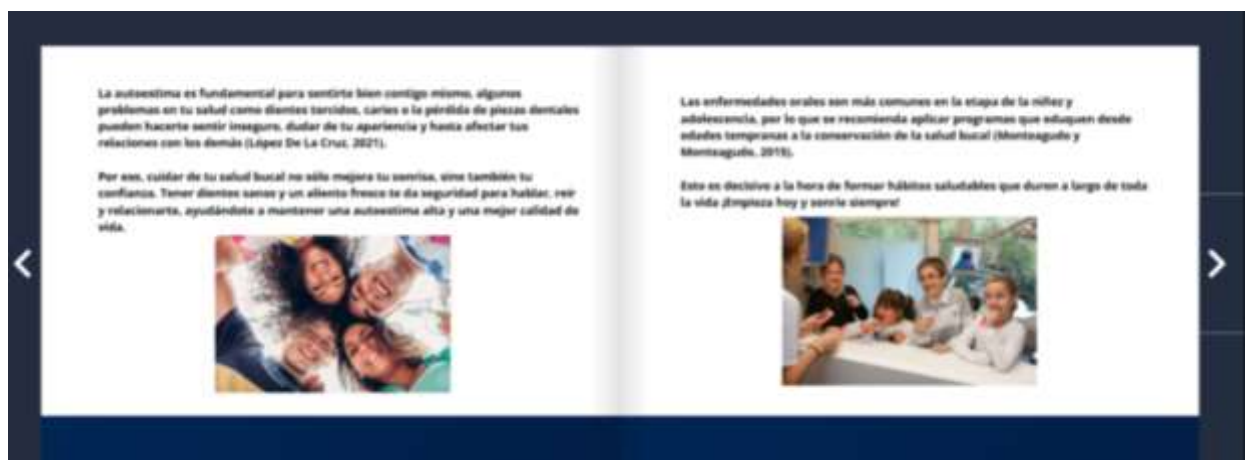 La autoestima es fundamental para sentirte bien contigo mismo, algunos
problemas en tu salud como dientes torcidos, caries o la pérdida de piezas dentales
pueden hacerte sentir inseguro, dudar de tu apariencia y hasta afectar tus
relaciones con los demás (López De La Cruz, 2021).
Por eso, cuidar de tu salud bucal no sólo mejora tu sonrisa, sino también tu
confianza. Tener dientes sanos y un aliento fresco te da seguridad para hablar, reír
y relacionarte, ayudándote a mantener una autoestima alta y una mejor calidad de
vida.
Las enfermedades orales son más comunes en la etapa de la niñez y
adolescencia, por lo que se recomienda aplicar programas que eduquen desde
edades tempranas a la conservación de la salud bucal (Monteagudo y
Monteagudo, 2015).
Esto es decisivo a la hora de formar hábitos saludables que duren a largo de toda
la vida ¡Empieza hoy y sonríe siempre!